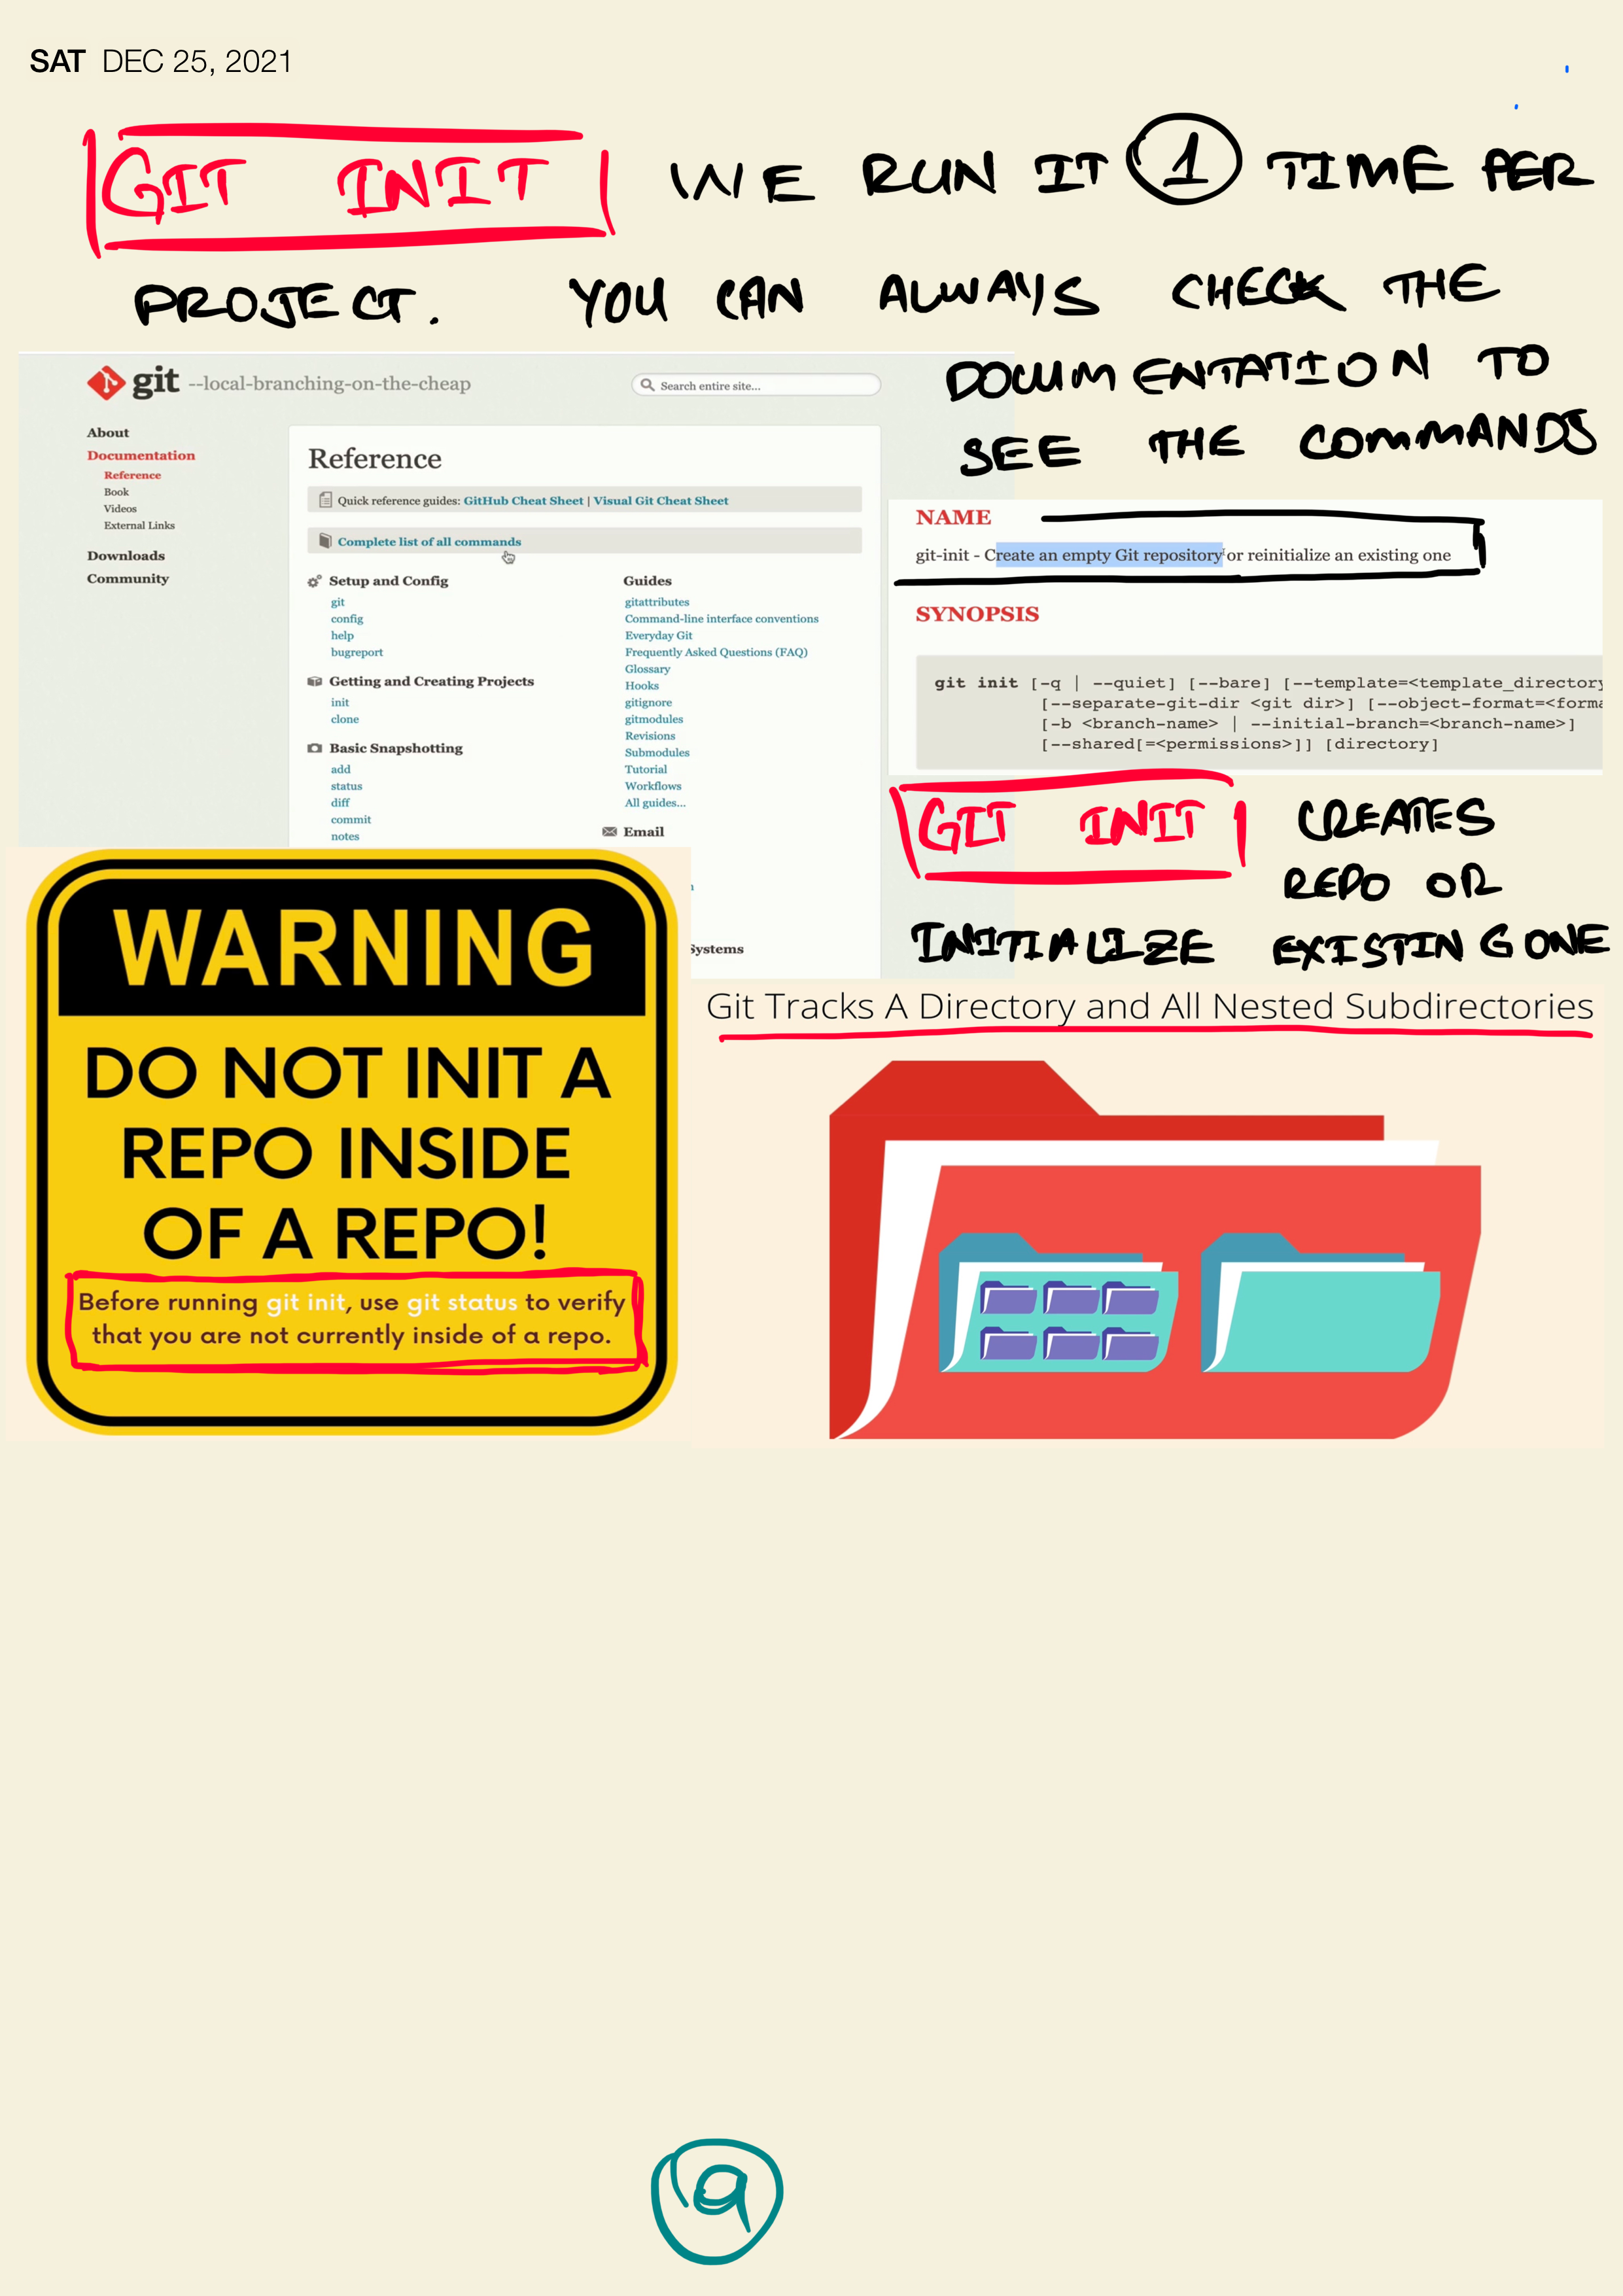 SAT DEC 25, 2021
GIT INIT WE RUN IT 1 TIME PER
PROJECT. YOU CAN ALWAYS CHECK THE
DOCUMENTATION TO
SEE THE COMMANDS
git --local-branching-on-the-cheap
Search entire site...
About
Documentation
Reference
Book
Videos
External Links
Downloads
Community
Reference
Quick reference guides: GitHub Cheat Sheet | Visual Git Cheat Sheet
Complete list of all commands
Setup and Config
git
config
help
bugreport
Getting and Creating Projects
init
clone
Basic Snapshotting
add
status
diff
commit
notes
Guides
gitattributes
Command-line interface conventions
Everyday Git
Frequently Asked Questions (FAQ)
Glossary
Hooks
gitignore
gitmodules
Revisions
Submodules
Tutorial
Workflows
All guides...
Email
Systems
NAME
git-init - Create an empty Git repository or reinitialize an existing one
SYNOPSIS
git init [-q | --quiet] [--bare] [--template=<template_directory
[--separate-git-dir <git dir>] [--object-format=<forma
[-b <branch-name> | --initial-branch=<branch-name>]
[--shared[=<permissions>]] [directory]
GIT INIT CREATES
REPO OR
INITIALIZE EXISTING ONE
WARNING
DO NOT INIT A
REPO INSIDE
OF A REPO!
Before running git init, use git status to verify
that you are not currently inside of a repo.
Git Tracks A Directory and All Nested Subdirectories
9